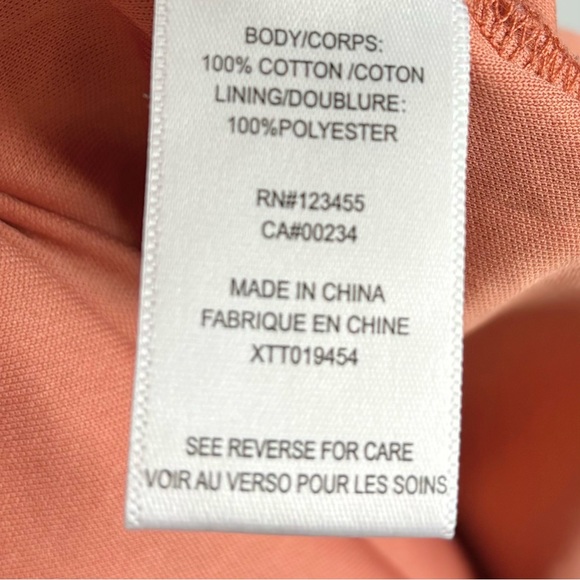 BODY/CORPS:
100% COTTON /COTON
LINING/DOUBLURE:
100%POLYESTER
RN#123455
CA#00234
MADE IN CHINA
FABRIQUE EN CHINE
XTT019454
SEE REVERSE FOR CARE
VOIR AU VERSO POUR LES SOINS